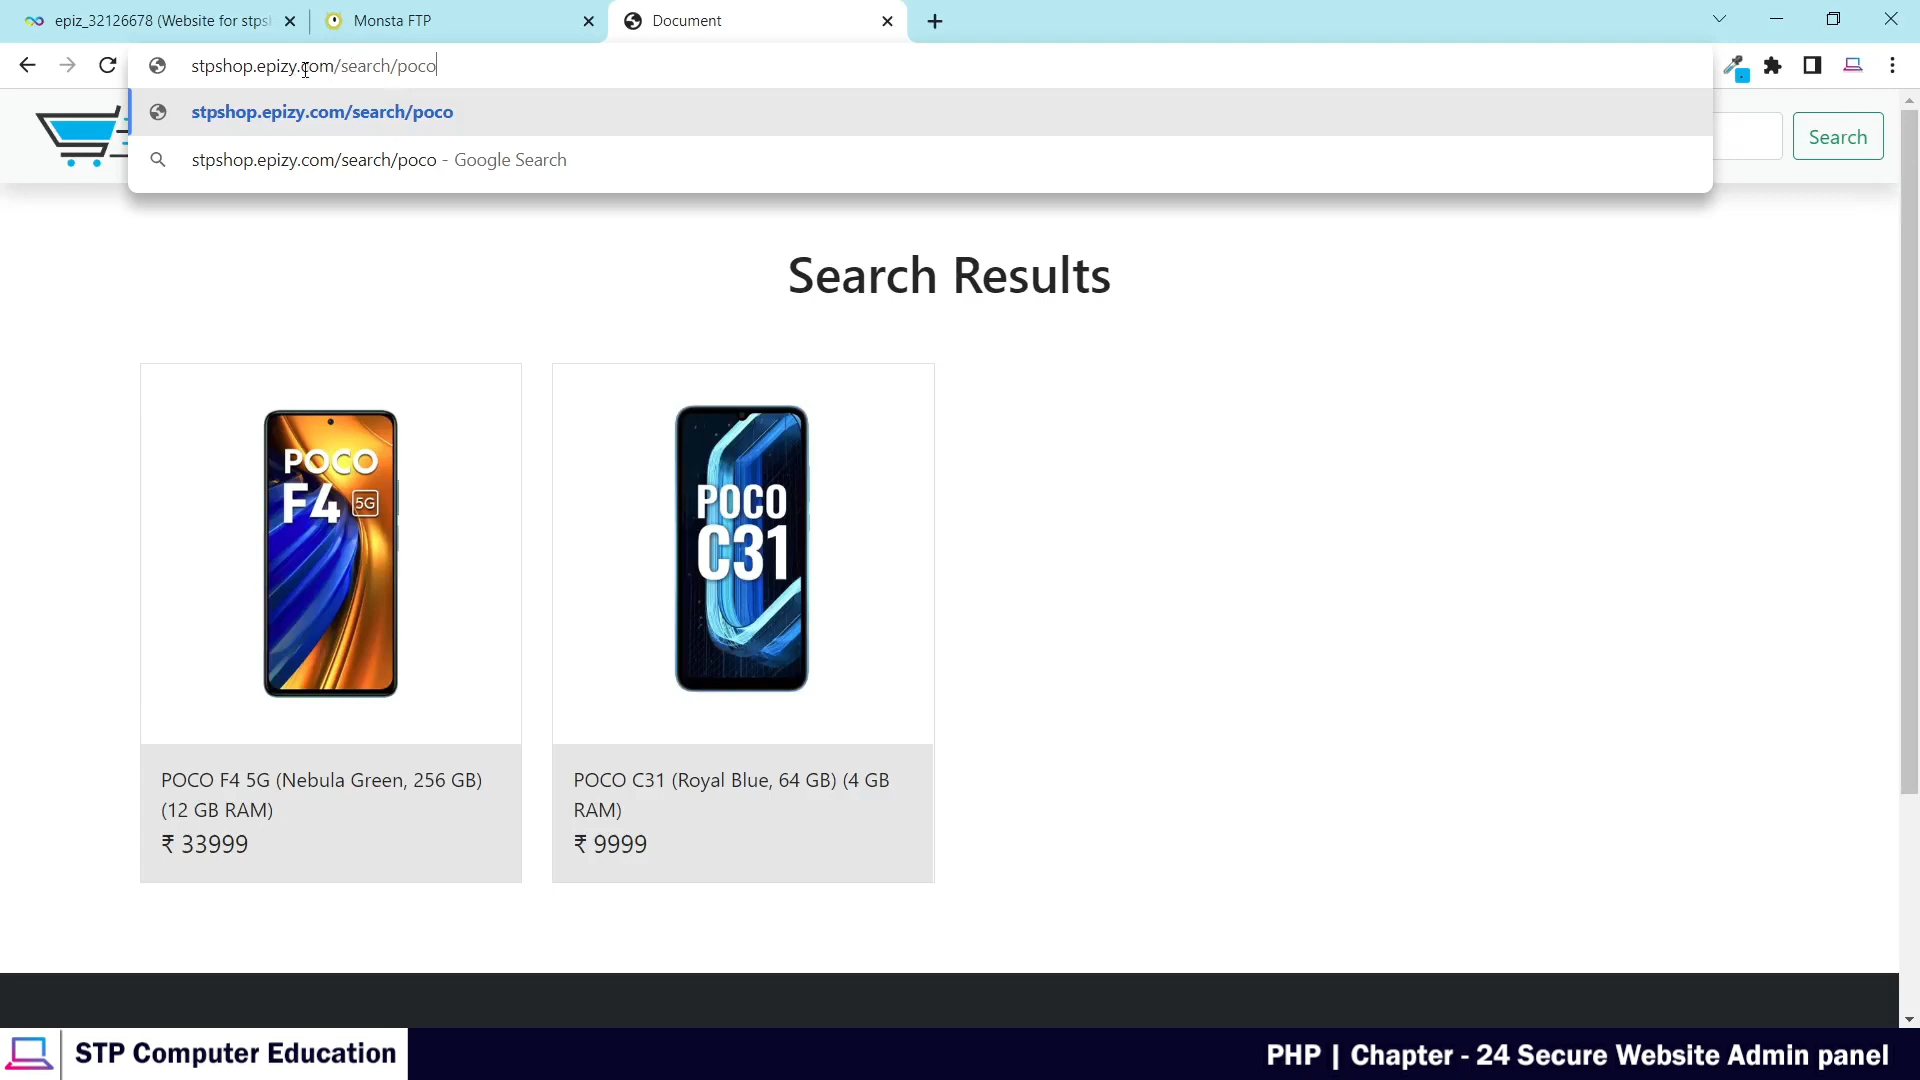 epiz_32126678 (Website for stps
Monsta FTP
Document
stpshop.epizy.com/search/poco
stpshop.epizy.com/search/poco
stpshop.epizy.com/search/poco - Google Search
Search
Search Results
POCO
F4 5G
POCO
C31
POCO F4 5G (Nebula Green, 256 GB)
(12 GB RAM)
₹ 33999
POCO C31 (Royal Blue, 64 GB) (4 GB
RAM)
₹ 9999
STP Computer Education
PHP | Chapter - 24 Secure Website Admin panel